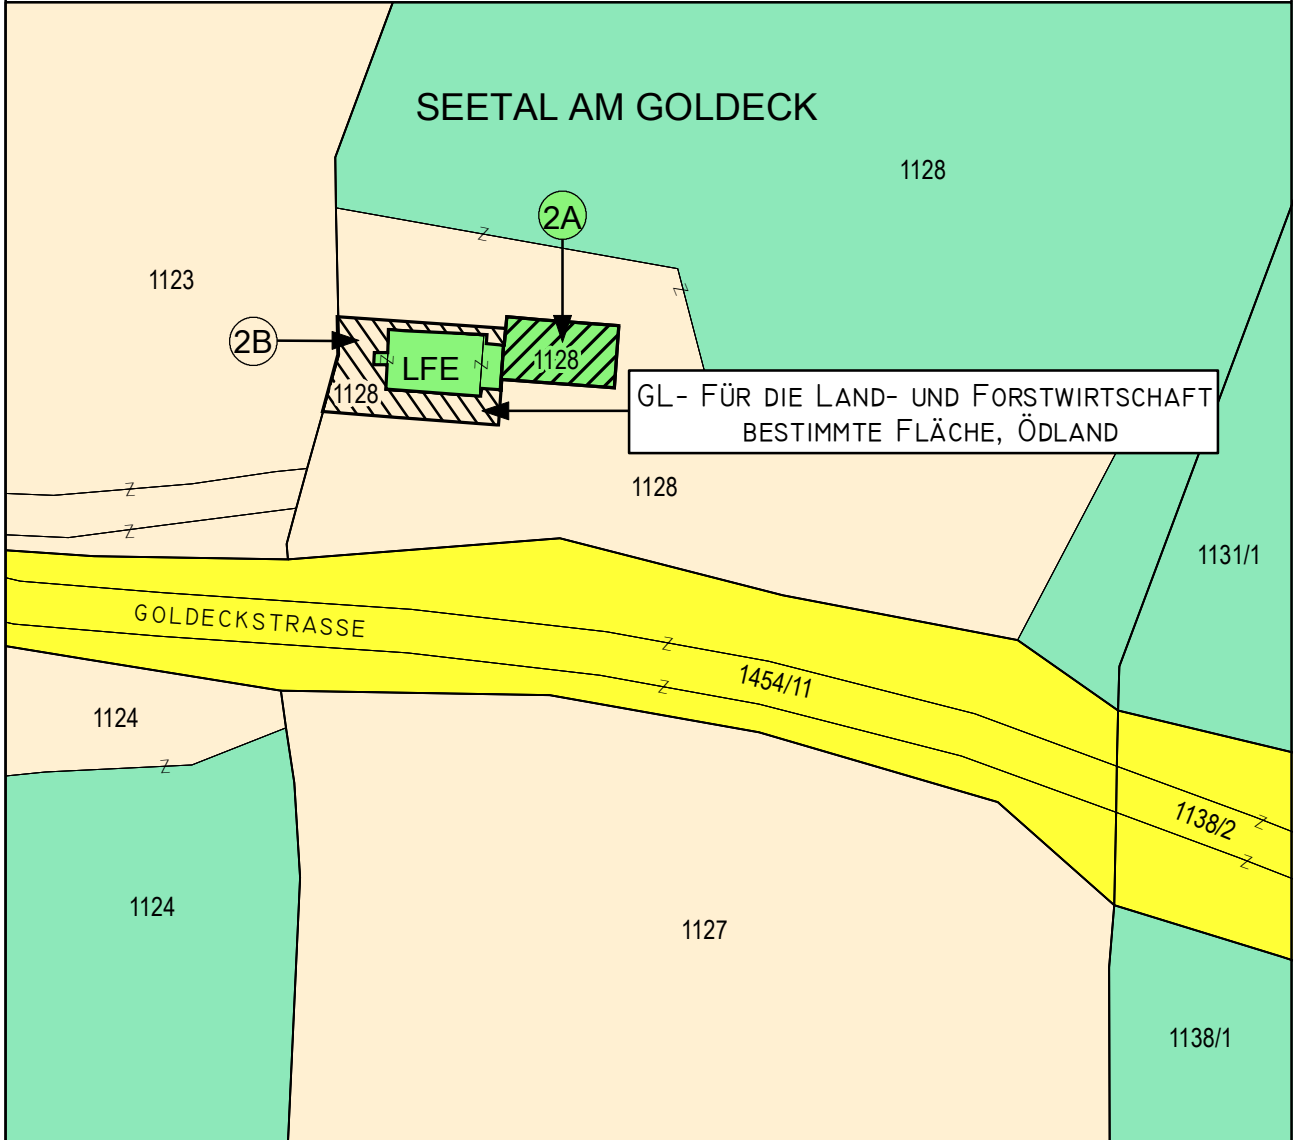 SEETAL AM GOLDECK
1128
2A
1123
2B
LFE
1128
1128
GL- FÜR DIE LAND- UND FORSTWIRTSCHAFT
BESTIMMTE FLÄCHE, ÖDLAND
1128
1131/1
GOLDECKSTRASSE
1454/11
1124
1138/2
1124
1127
1138/1